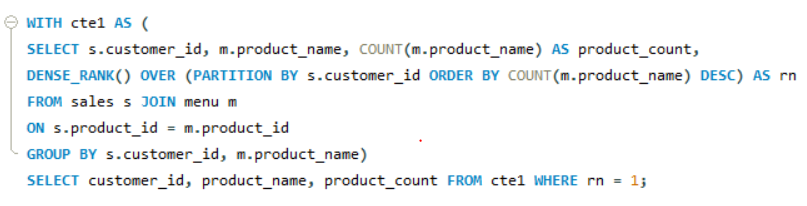 WITH cte1 AS (
SELECT s.customer_id, m.product_name, COUNT(m.product_name) AS product_count,
DENSE_RANK() OVER (PARTITION BY s.customer_id ORDER BY COUNT(m.product_name) DESC) AS rn
FROM sales s JOIN menu m
ON s.product_id = m.product_id
GROUP BY s.customer_id, m.product_name)
SELECT customer_id, product_name, product_count FROM cte1 WHERE rn = 1;